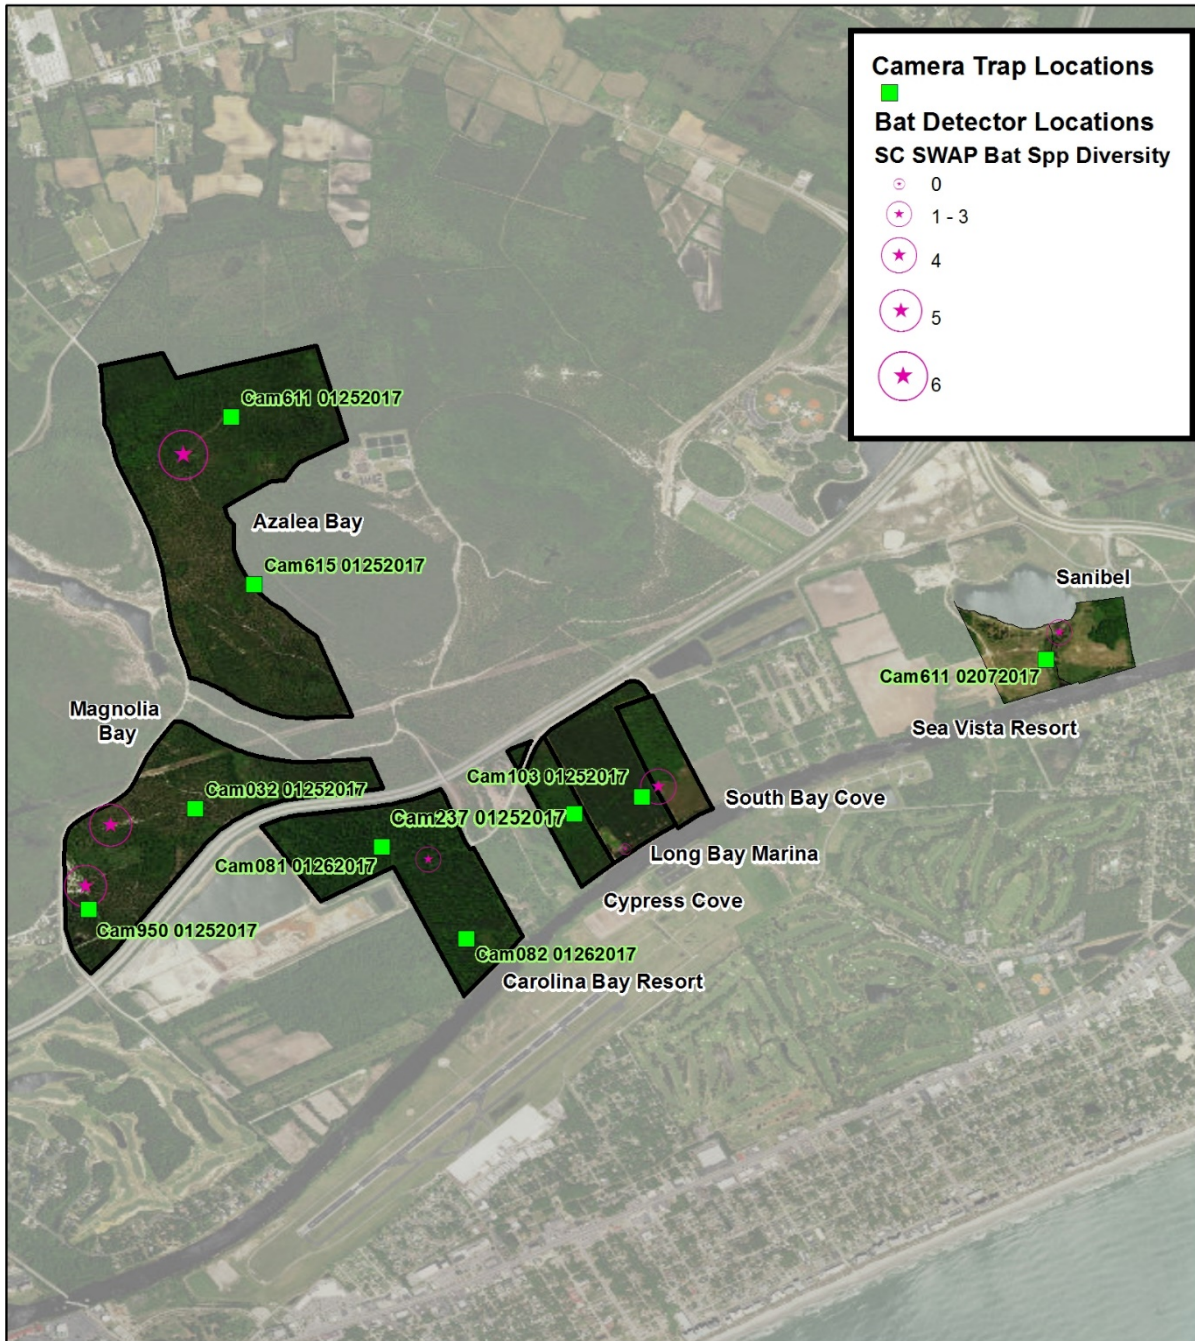 Camera Trap Locations
Bat Detector Locations
SC SWAP Bat Spp Diversity
0
1 - 3
4
5
6
Cam611 01252017
Azalea Bay
Cam615 01252017
Sanibel
Cam611 02072017
Sea Vista Resort
Magnolia
Bay
Cam032 01252017
Cam103 01252017
South Bay Cove
Cam237 01252017
Long Bay Marina
Cam081 01262017
Cypress Cove
Cam950 01252017
Cam082 01262017
Carolina Bay Resort